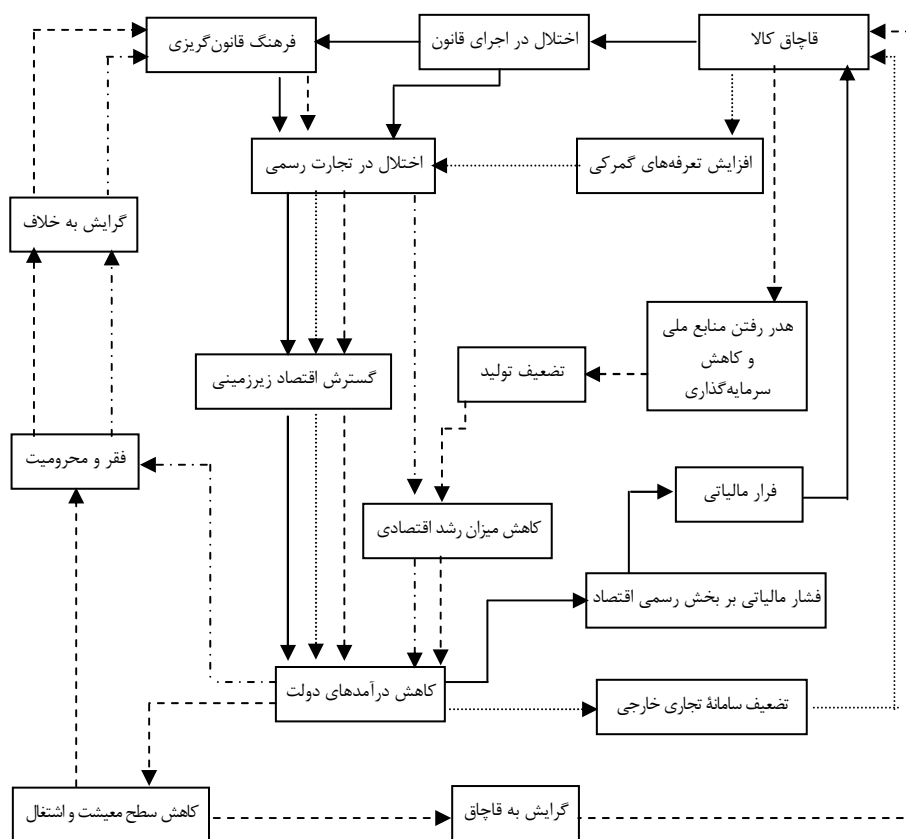 قاچاق کالا
اختلال در اجرای قانون
فرهنگ قانون‌گریزی
افزایش تعرفه‌های گمرکی
اختلال در تجارت رسمی
گرایش به خلاف
هدر رفتن منابع ملی
و کاهش
سرمایه‌گذاری
تضعیف تولید
گسترش اقتصاد زیرزمینی
فقر و محرومیت
فرار مالیاتی
کاهش میزان رشد اقتصادی
فشار مالیاتی بر بخش رسمی اقتصاد
کاهش درآمدهای دولت
تضعیف سامانهٔ تجاری خارجی
گرایش به قاچاق
کاهش سطح معیشت و اشتغال